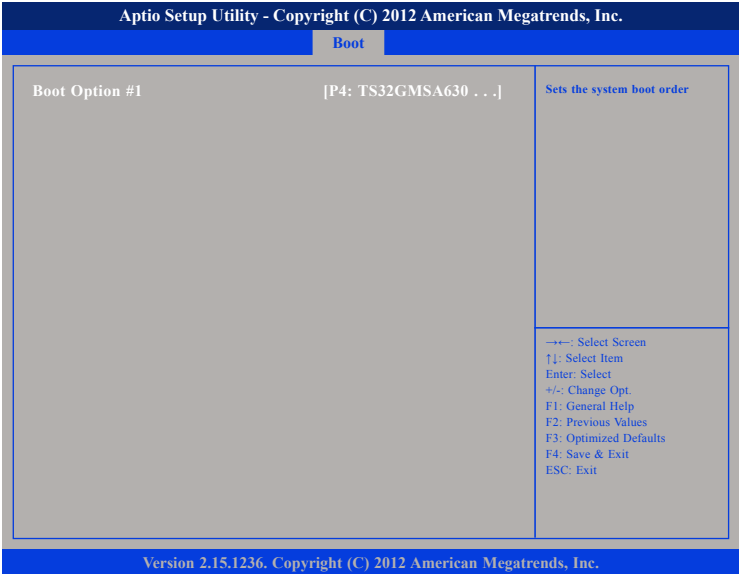 Aptio Setup Utility - Copyright (C) 2012 American Megatrends, Inc.
Boot
Boot Option #1 [P4: TS32GMSA630 . . .]
Sets the system boot order
→←: Select Screen
↑↓: Select Item
Enter: Select
+/-: Change Opt.
F1: General Help
F2: Previous Values
F3: Optimized Defaults
F4: Save & Exit
ESC: Exit
Version 2.15.1236. Copyright (C) 2012 American Megatrends, Inc.